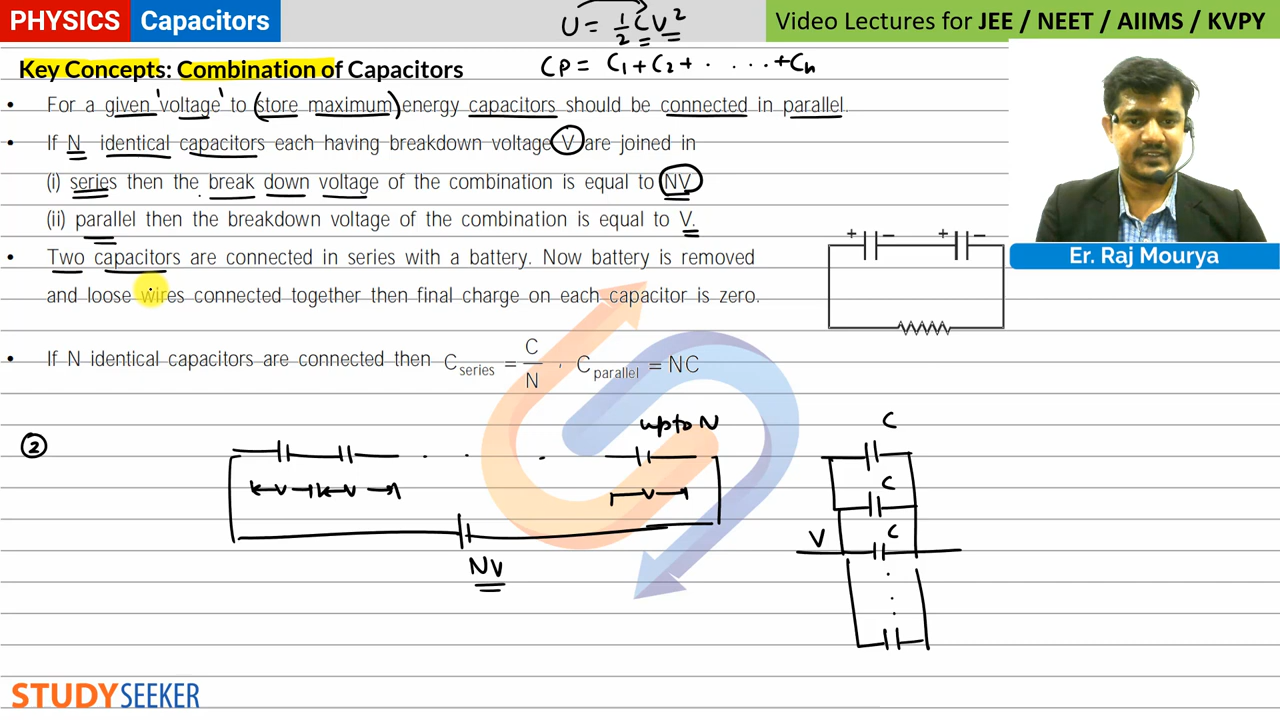 PHYSICS Capacitors
U = 1/2 CV²
Video Lectures for JEE / NEET / AIIMS / KVPY
Key Concepts: Combination of Capacitors
CP = C1 + C2 + . . . . . + Cn
• For a given 'voltage' to (store maximum) energy capacitors should be connected in parallel.
• If N identical capacitors each having breakdown voltage V are joined in
(i) series then the break down voltage of the combination is equal to NV
(ii) parallel then the breakdown voltage of the combination is equal to V.
• Two capacitors are connected in series with a battery. Now battery is removed
and loose wires connected together then final charge on each capacitor is zero.
+ − + −
Er. Raj Mourya
• If N identical capacitors are connected then C series = C/N , C parallel = NC
② upto N
V V V
NV
C
C
V C
STUDYSEEKER